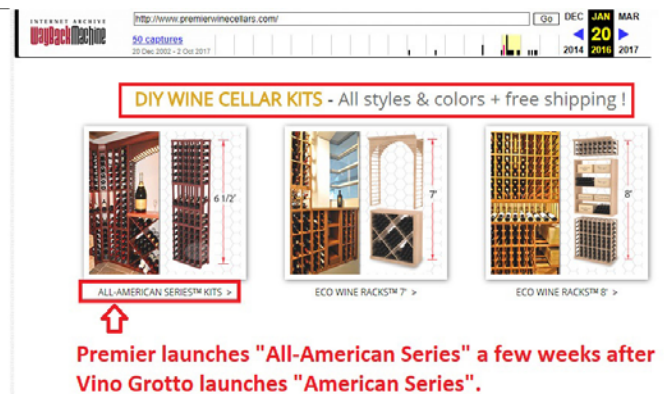 INTERNET ARCHIVE
WayBackMachine
http://www.premierwinecellars.com/
Go
DEC JAN MAR
50 captures
20
20 Dec 2002 - 2 Oct 2017
2014 2016 2017
DIY WINE CELLAR KITS - All styles & colors + free shipping !
6 1/2'
7'
8'
ALL-AMERICAN SERIES™ KITS >
ECO WINE RACKS™ 7' >
ECO WINE RACKS™ 8' >
Premier launches "All-American Series" a few weeks after
Vino Grotto launches "American Series".